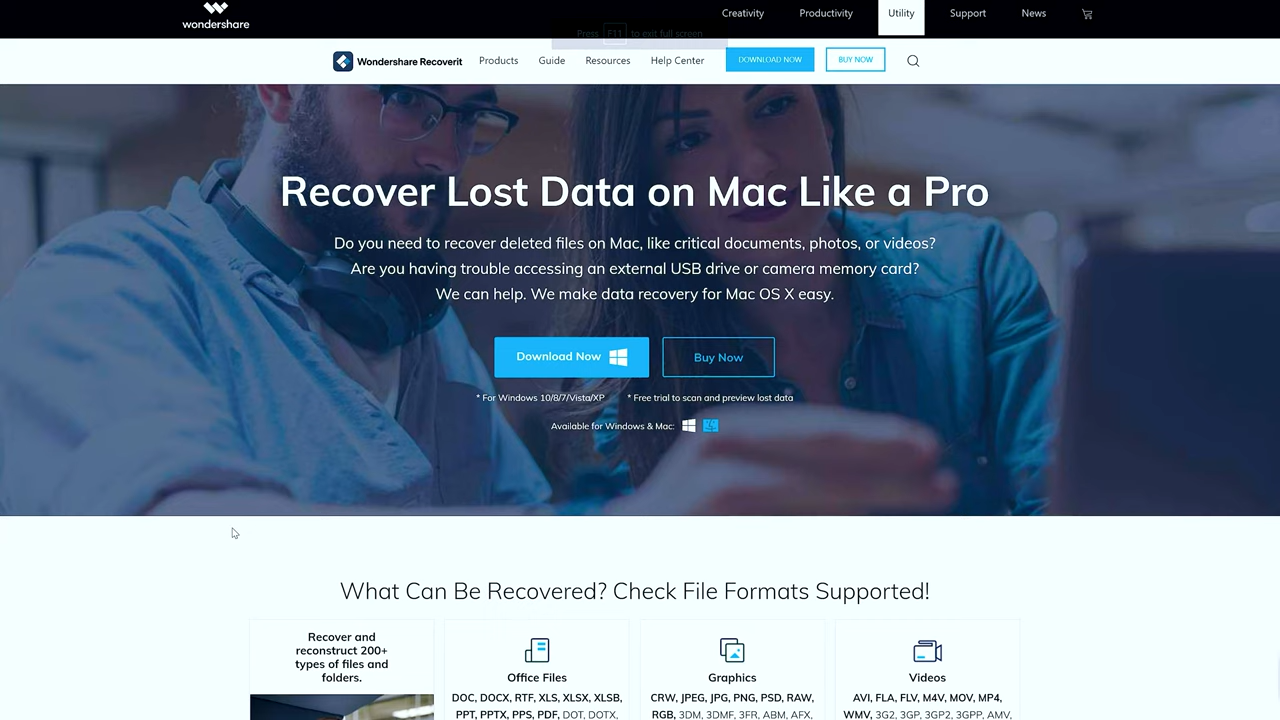 wondershare
Creativity
Productivity
Utility
Support
News
Press F11 to exit full screen
Wondershare Recoverit
Products
Guide
Resources
Help Center
DOWNLOAD NOW
BUY NOW
Recover Lost Data on Mac Like a Pro
Do you need to recover deleted files on Mac, like critical documents, photos, or videos?
Are you having trouble accessing an external USB drive or camera memory card?
We can help. We make data recovery for Mac OS X easy.
Download Now
Buy Now
* For Windows 10/8/7/Vista/XP
* Free trial to scan and preview lost data
Available for Windows & Mac:
What Can Be Recovered? Check File Formats Supported!
Recover and
reconstruct 200+
types of files and
folders.
Office Files
DOC, DOCX, RTF, XLS, XLSX, XLSB,
PPT, PPTX, PPS, PDF, DOT, DOTX,
Graphics
CRW, JPEG, JPG, PNG, PSD, RAW,
RGB, 3DM, 3DMF, 3FR, ABM, AFX,
Videos
AVI, FLA, FLV, M4V, MOV, MP4,
WMV, 3G2, 3GP, 3GP2, 3GPP, AMV,